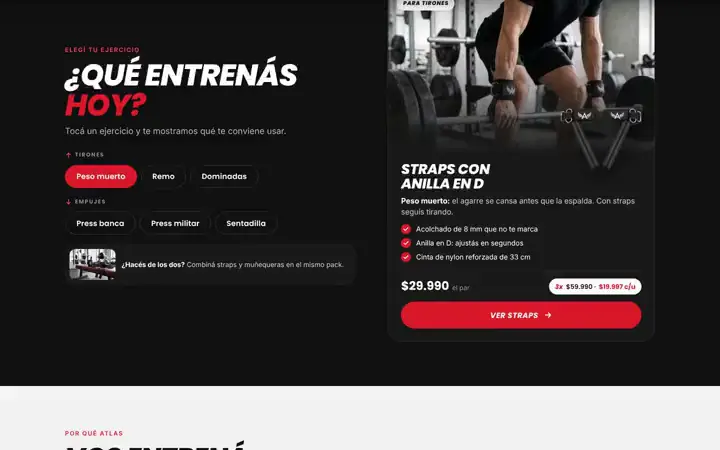 PARA TIRONES
ELEGÍ TU EJERCICIO
¿QUÉ ENTRENÁS
HOY?
Tocá un ejercicio y te mostramos qué te conviene usar.
↑ TIRONES
Peso muerto
Remo
Dominadas
↓ EMPUJES
Press banca
Press militar
Sentadilla
¿Hacés de los dos? Combiná straps y muñequeras en el mismo pack.
STRAPS CON
ANILLA EN D
Peso muerto: el agarre se cansa antes que la espalda. Con straps
seguís tirando.
Acolchado de 8 mm que no te marca
Anilla en D: ajustás en segundos
Cinta de nylon reforzada de 33 cm
$29.990 el par
3x $59.990 · $19.997 c/u
VER STRAPS →
POR QUÉ ATLAS